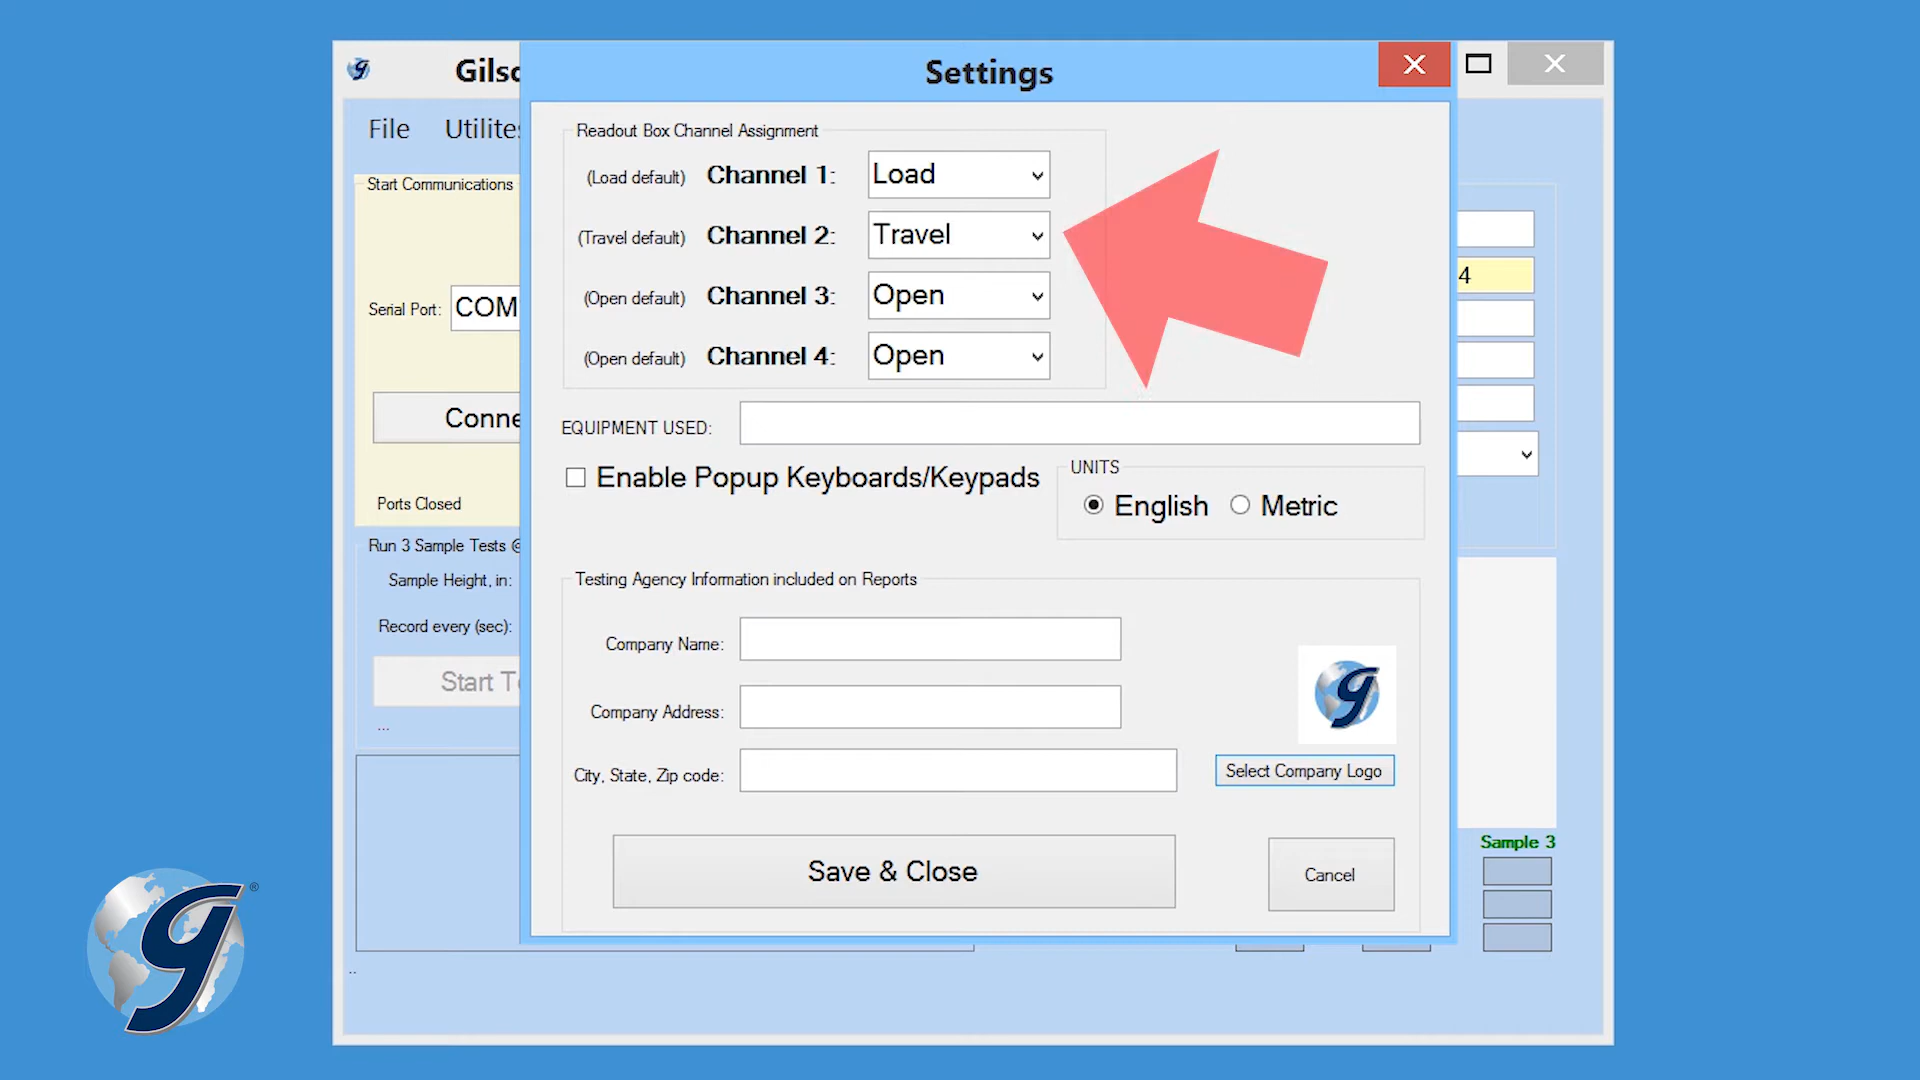 Gilso
Settings
File Utilites
Readout Box Channel Assignment
(Load default) Channel 1: Load
(Travel default) Channel 2: Travel
(Open default) Channel 3: Open
(Open default) Channel 4: Open
Start Communications
Serial Port: COM
Conne
Ports Closed
4
EQUIPMENT USED:
Enable Popup Keyboards/Keypads
UNITS
English Metric
Run 3 Sample Tests @
Sample Height, in:
Record every (sec):
Start Te
...
Testing Agency Information included on Reports
Company Name:
Company Address:
City, State, Zip code:
g
Select Company Logo
Save & Close
Cancel
Sample 3
..
g®